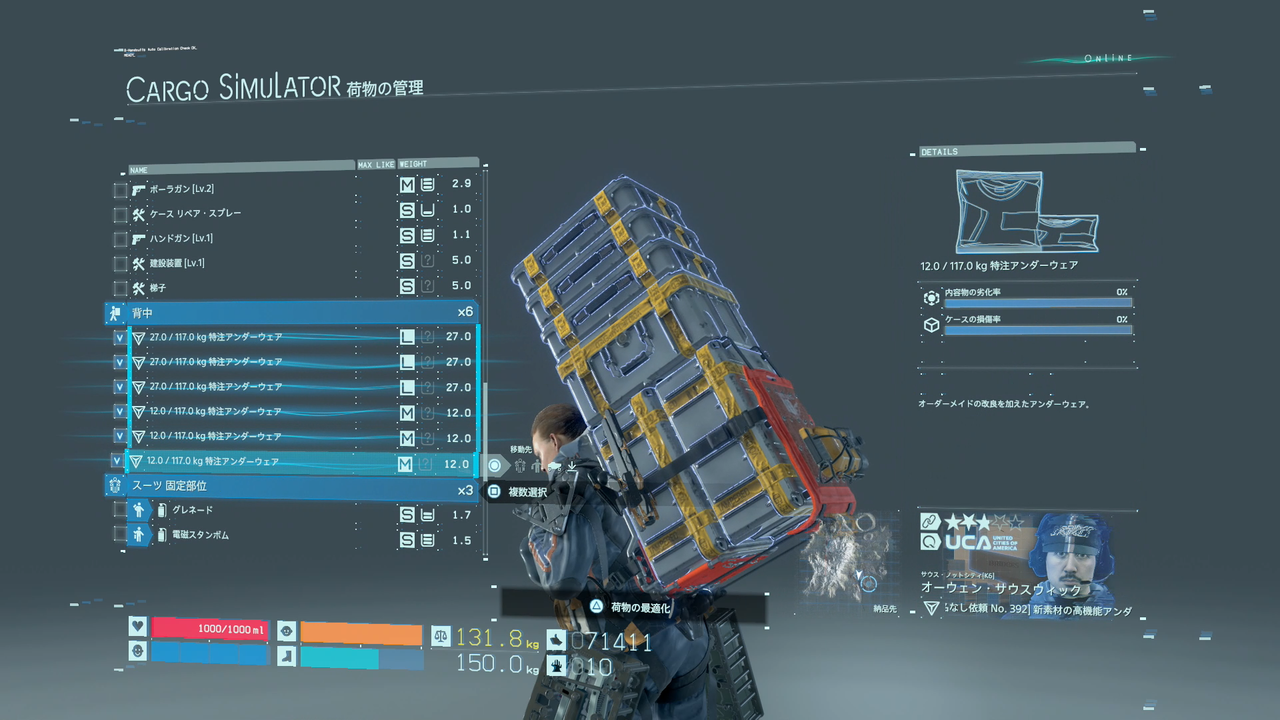 ONLINE
CARGO SIMULATOR 荷物の管理
NAME MAX LIKE WEIGHT
ボーラガン [Lv.2] M 2.9
ケース リペア・スプレー S 1.0
ハンドガン [Lv.1] S 1.1
建設装置 [Lv.1] S ? 5.0
梯子 S ? 5.0
背中 x6
27.0 / 117.0 kg 特注アンダーウェア L ? 27.0
27.0 / 117.0 kg 特注アンダーウェア L ? 27.0
27.0 / 117.0 kg 特注アンダーウェア L ? 27.0
12.0 / 117.0 kg 特注アンダーウェア M ? 12.0
12.0 / 117.0 kg 特注アンダーウェア M ? 12.0
12.0 / 117.0 kg 特注アンダーウェア M ? 12.0
スーツ 固定部位 x3
グレネード S 1.7
電磁スタンボム S 1.5
移動先
複数選択
荷物の最適化
DETAILS
12.0 / 117.0 kg 特注アンダーウェア
内容物の劣化率 0%
ケースの損傷率 0%
オーダーメイドの改良を加えたアンダーウェア。
UCA UNITED CITIES OF AMERICA
サウス・ノットシティ[K6]
オーウェン・サウスウィック
なし依頼 No. 392] 新素材の高機能アンダ
納品先
1000/1000 ml
131.8 kg
150.0 kg
071411
010